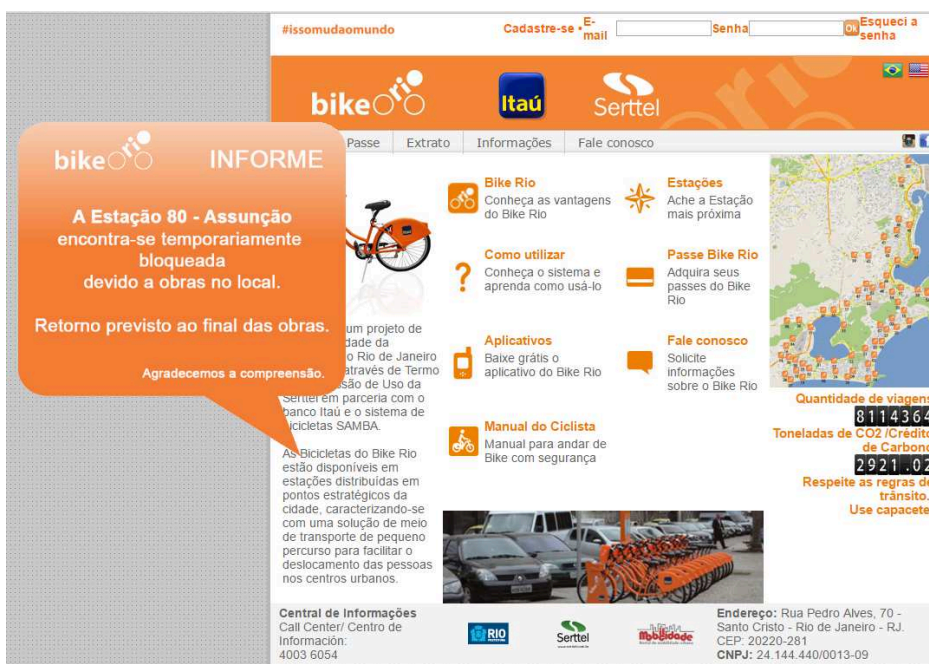 #issomudaomundo
Cadastre-se • E-mail Senha Ok Esqueci a senha
bikerio Itaú Serttel
Passe Extrato Informações Fale conosco
bikerio INFORME
A Estação 80 - Assunção
encontra-se temporariamente
bloqueada
devido a obras no local.
Retorno previsto ao final das obras.
Agradecemos a compreensão.
Bike Rio
Conheça as vantagens
do Bike Rio
Estações
Ache a Estação
mais próxima
Como utilizar
Conheça o sistema e
aprenda como usá-lo
Passe Bike Rio
Adquira seus
passes do Bike
Rio
Aplicativos
Baixe grátis o
aplicativo do Bike Rio
Fale conosco
Solicite
informações
sobre o Bike Rio
Manual do Ciclista
Manual para andar de
Bike com segurança
um projeto de
dade da
o Rio de Janeiro
através de Termo
são de Uso da
Serttel em parceria com o
banco Itaú e o sistema de
bicicletas SAMBA.
As Bicicletas do Bike Rio
estão disponíveis em
estações distribuídas em
pontos estratégicos da
cidade, caracterizando-se
com uma solução de meio
de transporte de pequeno
percurso para facilitar o
deslocamento das pessoas
nos centros urbanos.
Quantidade de viagens
8114364
Toneladas de CO2 /Crédito
de Carbono
2921.02
Respeite as regras de
trânsito.
Use capacete
Central de Informações
Call Center/ Centro de
Información:
4003 6054
RIO
Serttel
Mobilidade
Endereço: Rua Pedro Alves, 70 -
Santo Cristo - Rio de Janeiro - RJ.
CEP: 20220-281
CNPJ: 24.144.440/0013-09